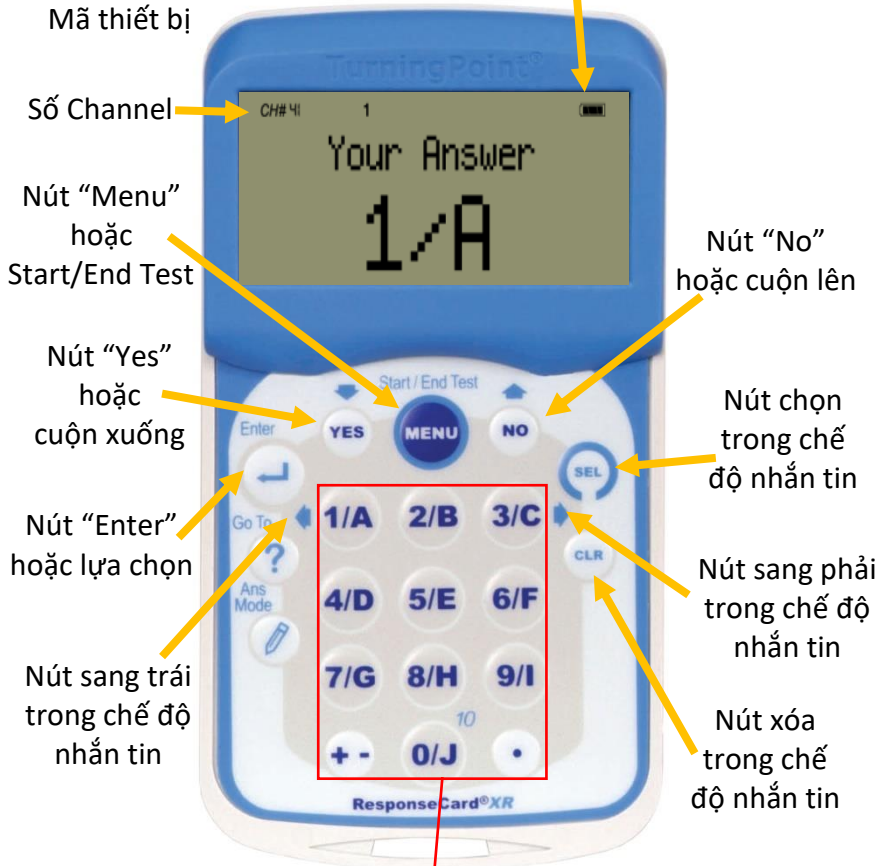 Mã thiết bị
TurningPoint®
Số Channel
CH# 41 1
Your Answer
1/A
Nút “Menu”
hoặc
Start/End Test
Nút “No”
hoặc cuộn lên
Nút “Yes”
hoặc
cuộn xuống
Start / End Test
YES
MENU
NO
Nút chọn
trong chế
độ nhắn tin
Enter
SEL
Nút “Enter”
hoặc lựa chọn
Go To
?
1/A 2/B 3/C
CLR
Nút sang phải
trong chế độ
nhắn tin
Ans
Mode
4/D 5/E 6/F
Nút sang trái
trong chế độ
nhắn tin
7/G 8/H 9/I
10
+ - 0/J •
Nút xóa
trong chế
độ nhắn tin
ResponseCard®XR